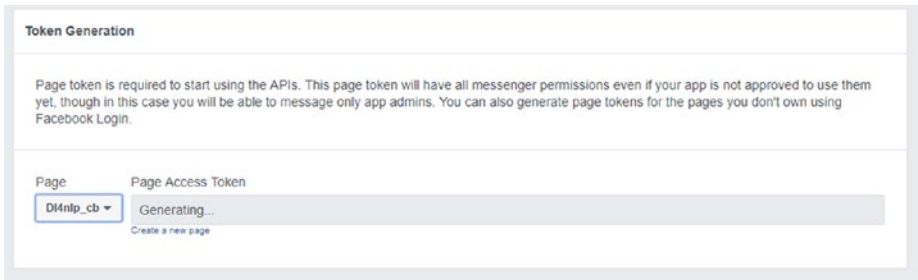 Token Generation
Page token is required to start using the APIs. This page token will have all messenger permissions even if your app is not approved to use them
yet, though in this case you will be able to message only app admins. You can also generate page tokens for the pages you don't own using
Facebook Login.
Page Page Access Token
Dl4nlp_cb Generating...
Create a new page